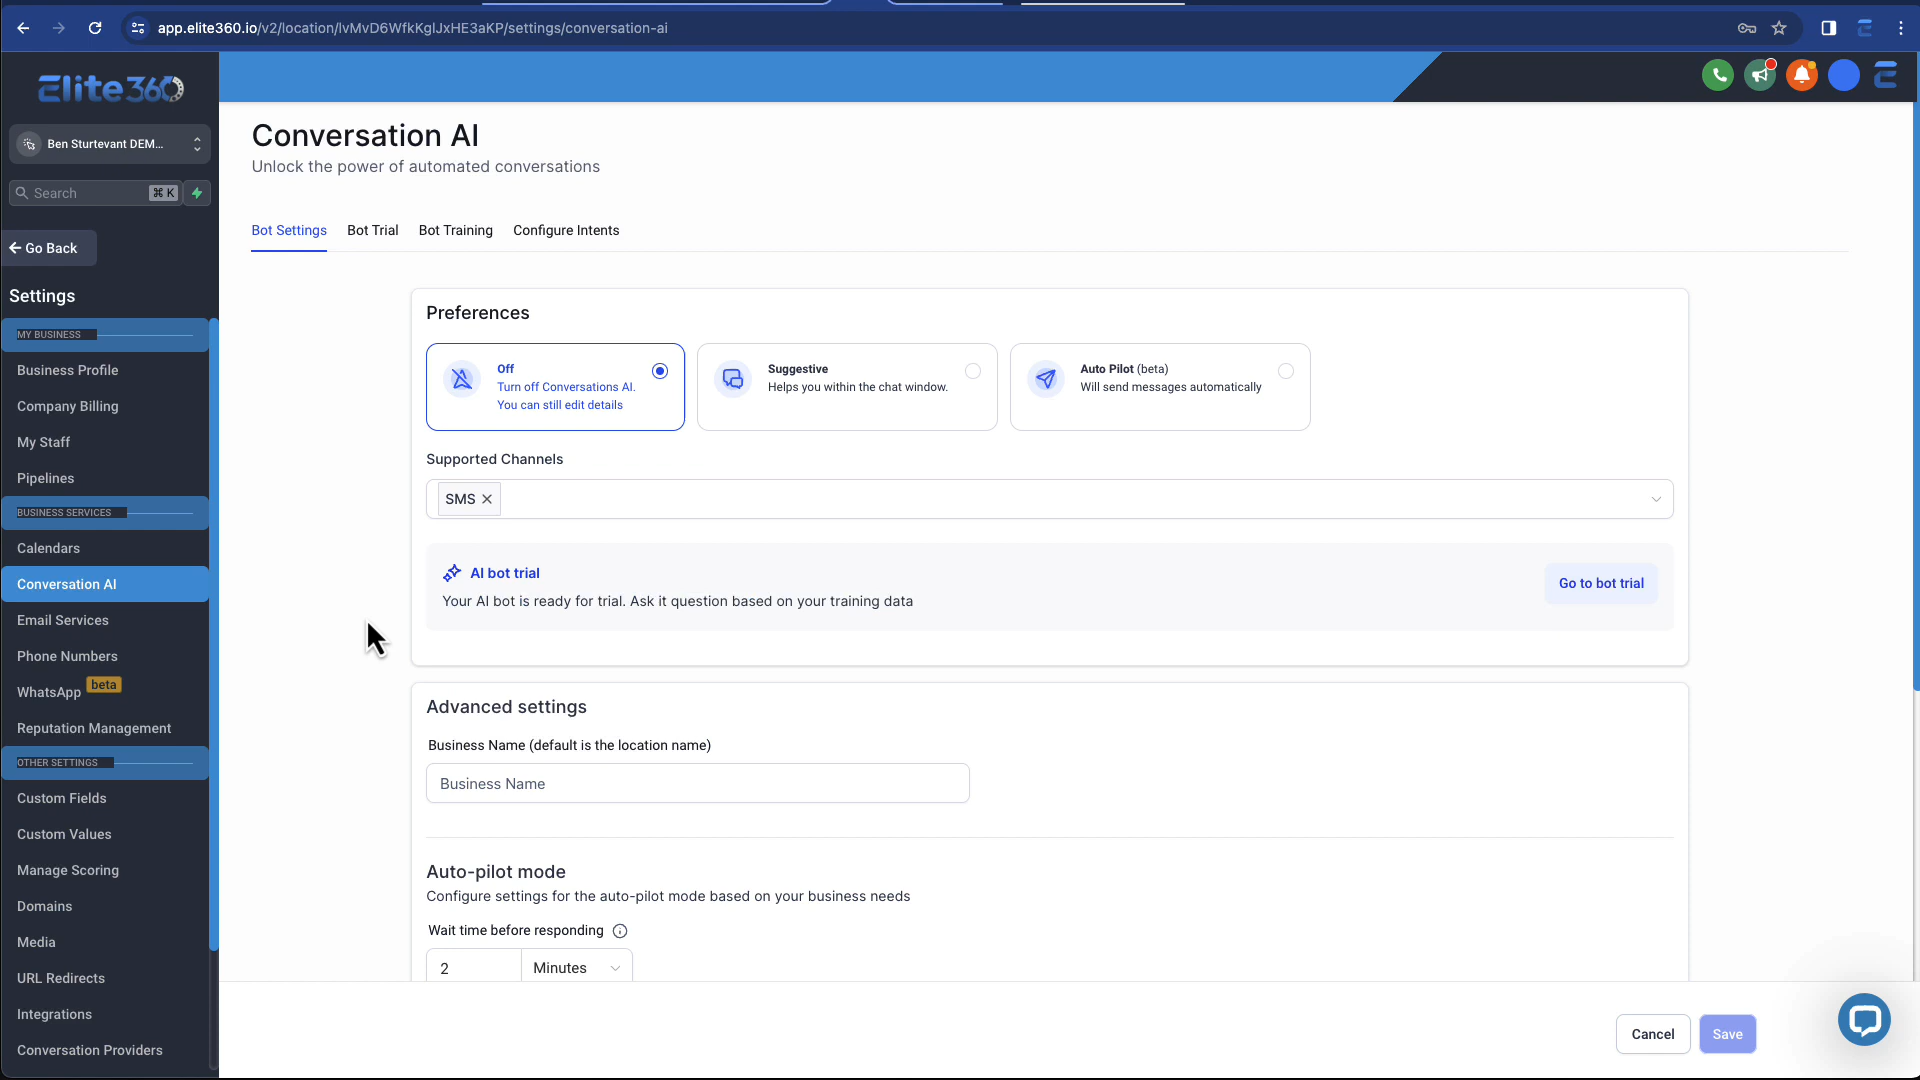 app.elite360.io/v2/location/lvMvD6WfkKglJxHE3aKP/settings/conversation-ai
Elite360
Ben Sturtevant DEM...
Search
⌘ K
Go Back
Settings
MY BUSINESS
Business Profile
Company Billing
My Staff
Pipelines
BUSINESS SERVICES
Calendars
Conversation AI
Email Services
Phone Numbers
WhatsApp beta
Reputation Management
OTHER SETTINGS
Custom Fields
Custom Values
Manage Scoring
Domains
Media
URL Redirects
Integrations
Conversation Providers
Conversation AI
Unlock the power of automated conversations
Bot Settings Bot Trial Bot Training Configure Intents
Preferences
Off
Turn off Conversations AI.
You can still edit details
Suggestive
Helps you within the chat window.
Auto Pilot (beta)
Will send messages automatically
Supported Channels
SMS
AI bot trial
Your AI bot is ready for trial. Ask it question based on your training data
Go to bot trial
Advanced settings
Business Name (default is the location name)
Business Name
Auto-pilot mode
Configure settings for the auto-pilot mode based on your business needs
Wait time before responding
2 Minutes
Cancel Save